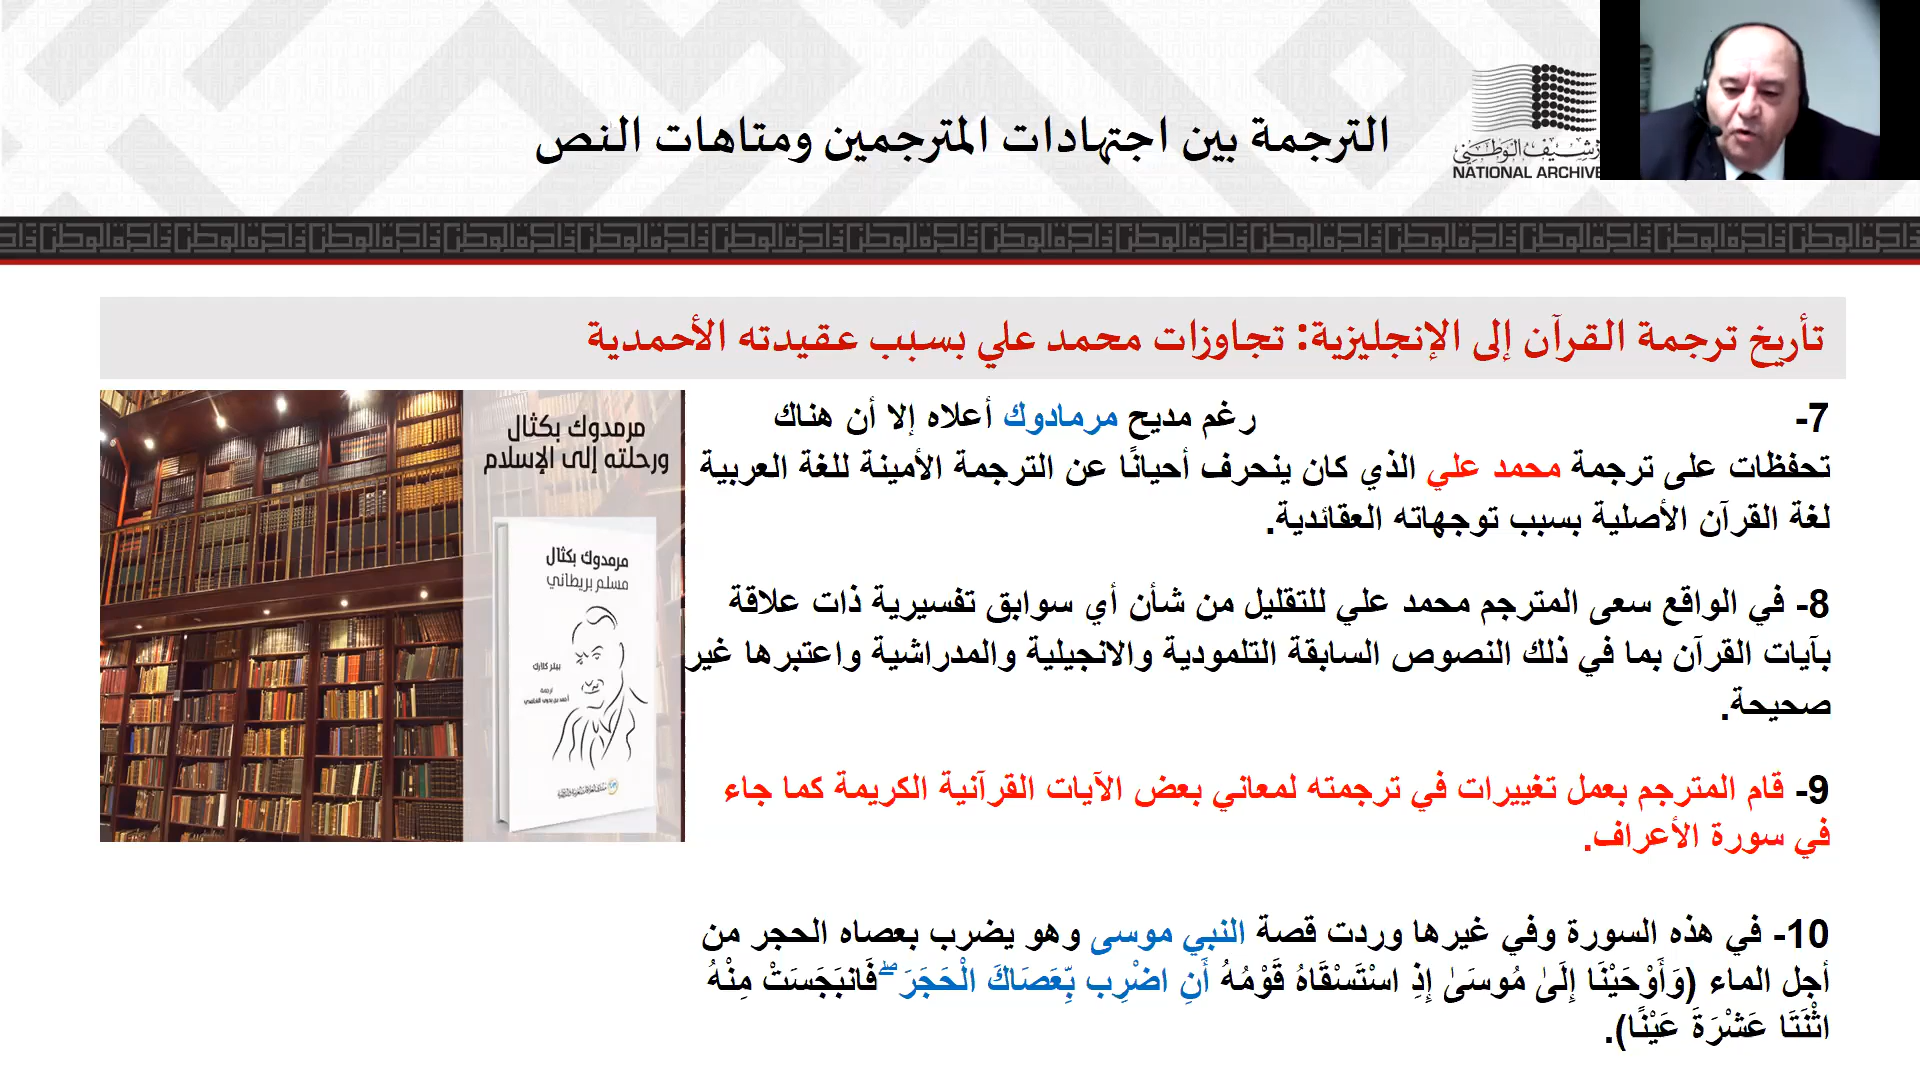 الترجمة بين اجتهادات المترجمين ومتاهات النص
NATIONAL ARCHIVE
تأريخ ترجمة القرآن إلى الإنجليزية: تجاوزات محمد علي بسبب عقيدته الأحمدية
7- رغم مديح مرمادوك أعلاه إلا أن هناك
تحفظات على ترجمة محمد علي الذي كان ينحرف أحيانًا عن الترجمة الأمينة للغة العربية
لغة القرآن الأصلية بسبب توجهاته العقائدية.
8- في الواقع سعى المترجم محمد علي للتقليل من شأن أي سوابق تفسيرية ذات علاقة
بآيات القرآن بما في ذلك النصوص السابقة التلمودية والانجيلية والمدراشية واعتبرها غير
صحيحة.
9- قام المترجم بعمل تغييرات في ترجمته لمعاني بعض الآيات القرآنية الكريمة كما جاء
في سورة الأعراف.
10- في هذه السورة وفي غيرها وردت قصة النبي موسى وهو يضرب بعصاه الحجر من
أجل الماء (وَأَوْحَيْنَا إِلَىٰ مُوسَىٰ إِذِ اسْتَسْقَاهُ قَوْمُهُ أَنِ اضْرِب بِّعَصَاكَ الْحَجَرَ ۖ فَانبَجَسَتْ مِنْهُ
اثْنَتَا عَشْرَةَ عَيْنًا).
مرمدوك بكثال
ورحلته إلى الإسلام
مرمدوك بكثال
مسلم بريطاني
بيتر كلارك
ترجمة